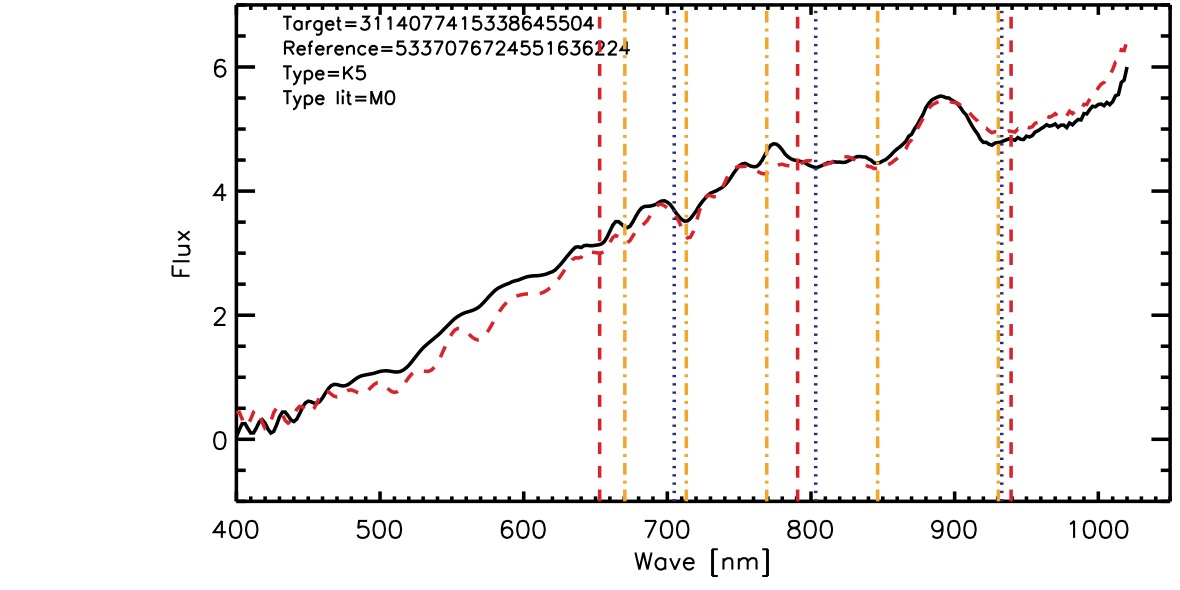 Target=3114077415338645504
Reference=5337076724551636224
Type=K5
Type lit=M0
6
4
2
0
Flux
400 500 600 700 800 900 1000
Wave [nm]